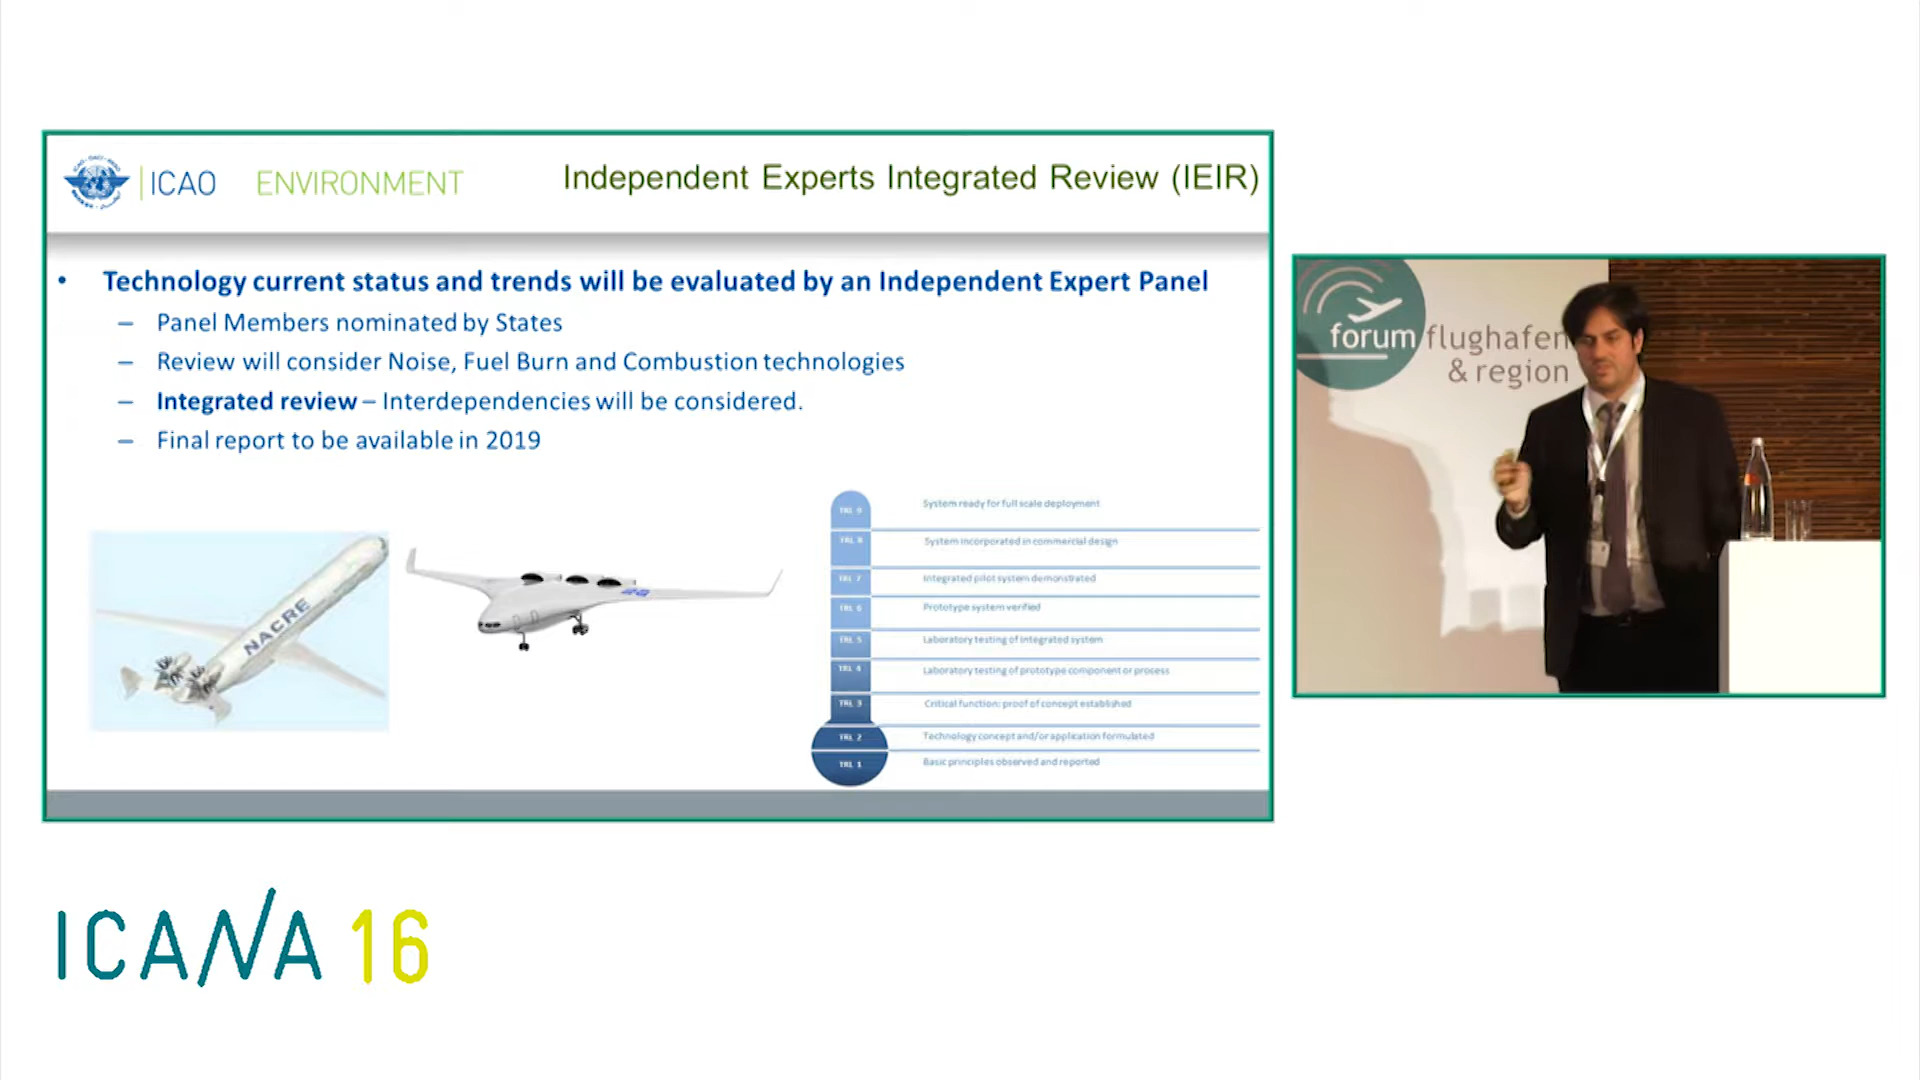 ICAO ENVIRONMENT
Independent Experts Integrated Review (IEIR)
• Technology current status and trends will be evaluated by an Independent Expert Panel
– Panel Members nominated by States
– Review will consider Noise, Fuel Burn and Combustion technologies
– Integrated review – Interdependencies will be considered.
– Final report to be available in 2019
NACRE
TRL 9 System ready for full scale deployment
TRL 8 System incorporated in commercial design
TRL 7 Integrated pilot system demonstrated
TRL 6 Prototype system verified
TRL 5 Laboratory testing of integrated system
TRL 4 Laboratory testing of prototype component or process
TRL 3 Critical function: proof of concept established
TRL 2 Technology concept and/or application formulated
TRL 1 Basic principles observed and reported
forum flughafen
& region
ICANA 16